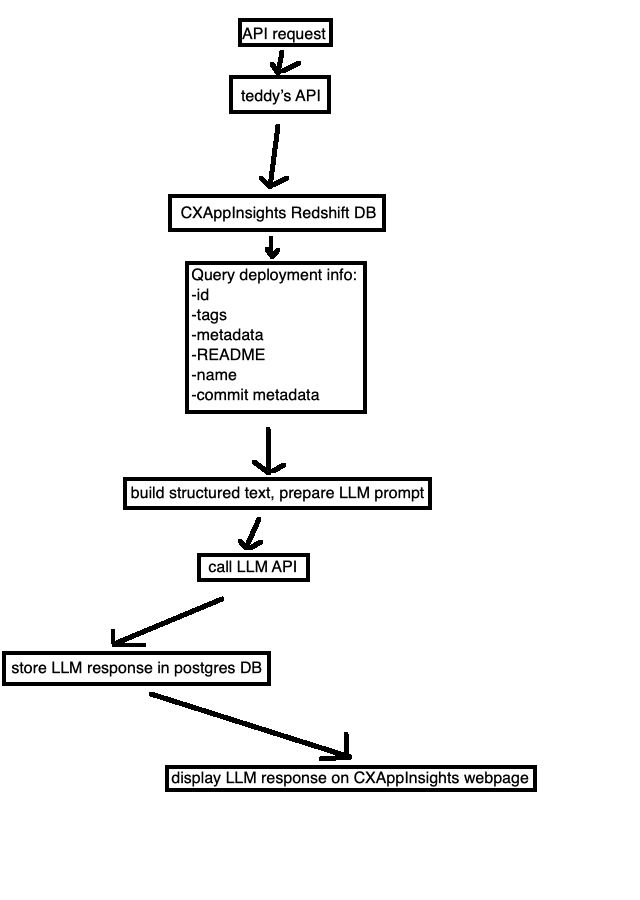 API request
teddy’s API
CXAppInsights Redshift DB
Query deployment info:
-id
-tags
-metadata
-README
-name
-commit metadata
build structured text, prepare LLM prompt
call LLM API
store LLM response in postgres DB
display LLM response on CXAppInsights webpage